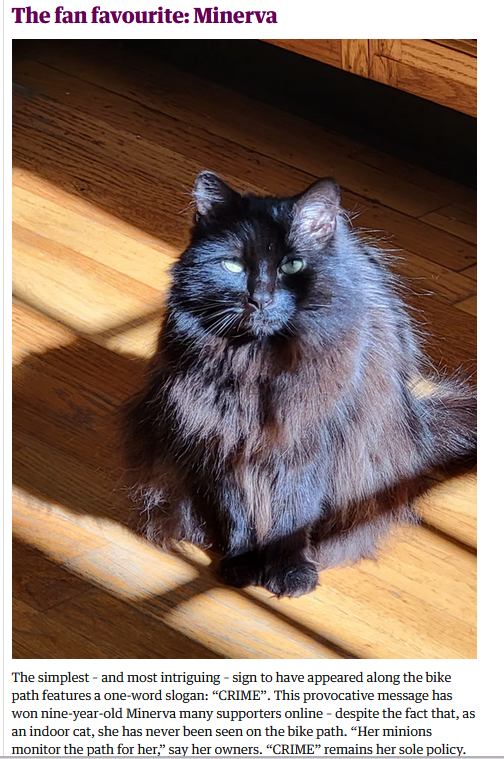 The fan favourite: Minerva
The simplest - and most intriguing - sign to have appeared along the bike
path features a one-word slogan: “CRIME”. This provocative message has
won nine-year-old Minerva many supporters online - despite the fact that, as
an indoor cat, she has never been seen on the bike path. “Her minions
monitor the path for her,” say her owners. “CRIME” remains her sole policy.